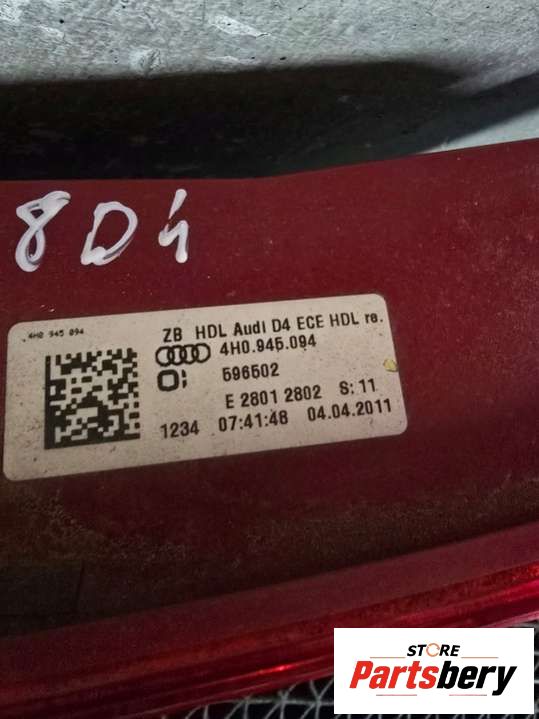 8D4
4H0 945 094
ZB HDL Audi D4 ECE HDL re.
4H0.945.094
596502
E 2801 2802 S: 11
1234 07:41:48 04.04.2011
STORE
Partsbery